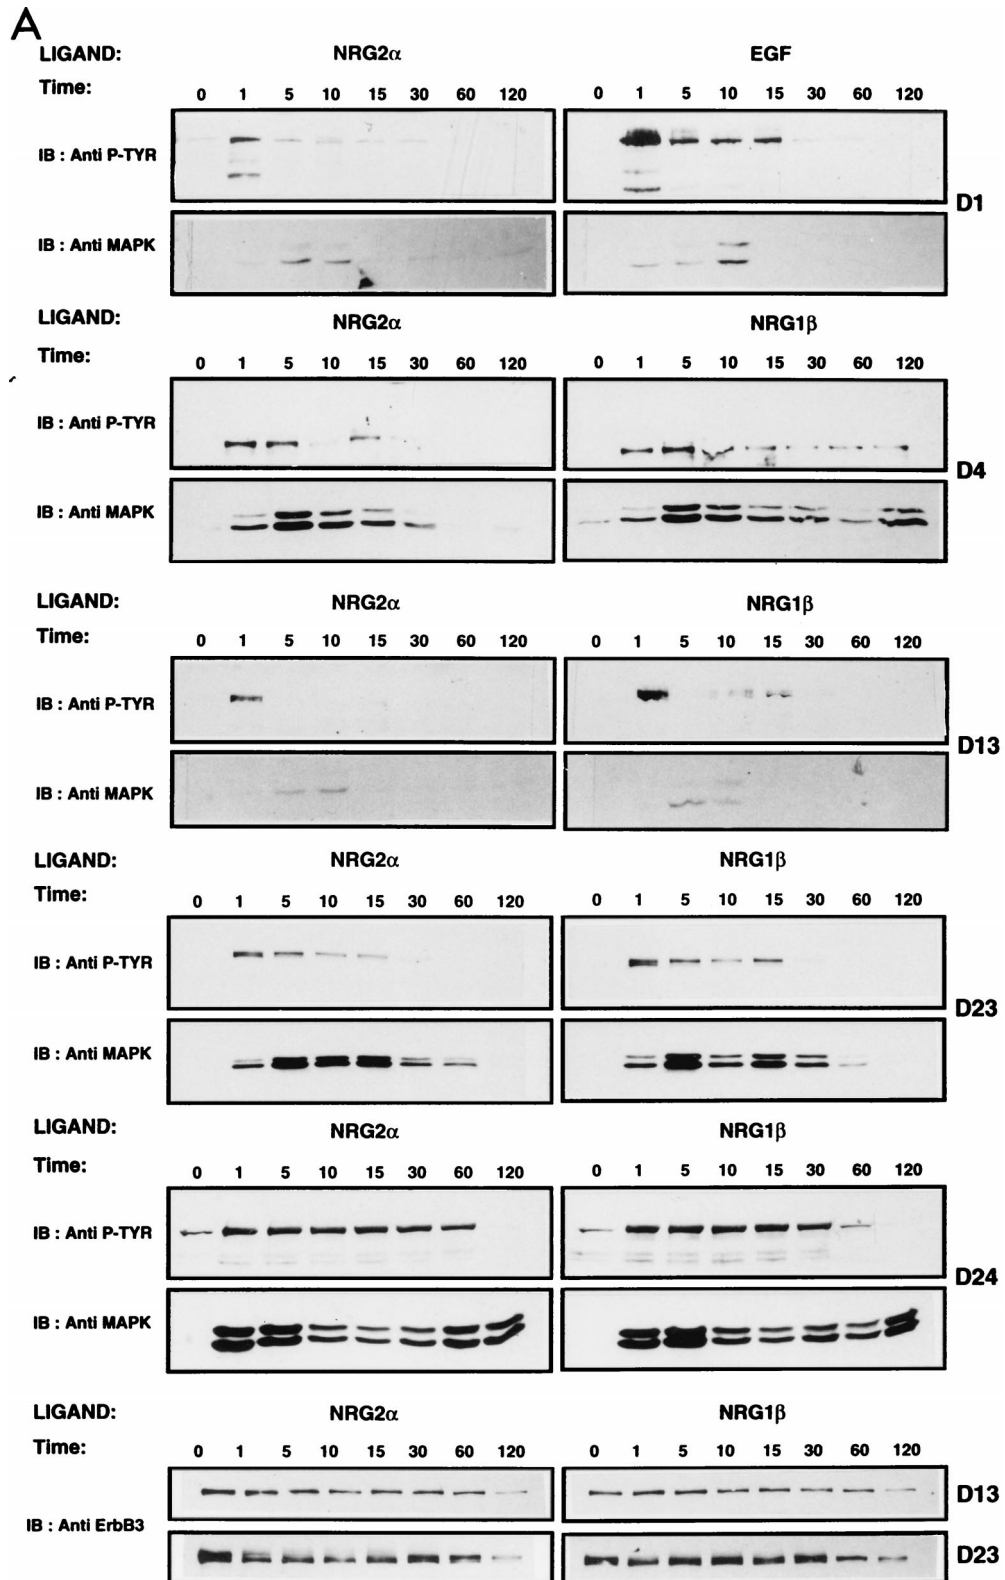 A
LIGAND: NRG2α EGF
Time: 0 1 5 10 15 30 60 120 0 1 5 10 15 30 60 120
IB : Anti P-TYR
D1
IB : Anti MAPK
LIGAND: NRG2α NRG1β
Time: 0 1 5 10 15 30 60 120 0 1 5 10 15 30 60 120
IB : Anti P-TYR
D4
IB : Anti MAPK
LIGAND: NRG2α NRG1β
Time: 0 1 5 10 15 30 60 120 0 1 5 10 15 30 60 120
IB : Anti P-TYR
D13
IB : Anti MAPK
LIGAND: NRG2α NRG1β
Time: 0 1 5 10 15 30 60 120 0 1 5 10 15 30 60 120
IB : Anti P-TYR
D23
IB : Anti MAPK
LIGAND: NRG2α NRG1β
Time: 0 1 5 10 15 30 60 120 0 1 5 10 15 30 60 120
IB : Anti P-TYR
D24
IB : Anti MAPK
LIGAND: NRG2α NRG1β
Time: 0 1 5 10 15 30 60 120 0 1 5 10 15 30 60 120
D13
IB : Anti ErbB3
D23